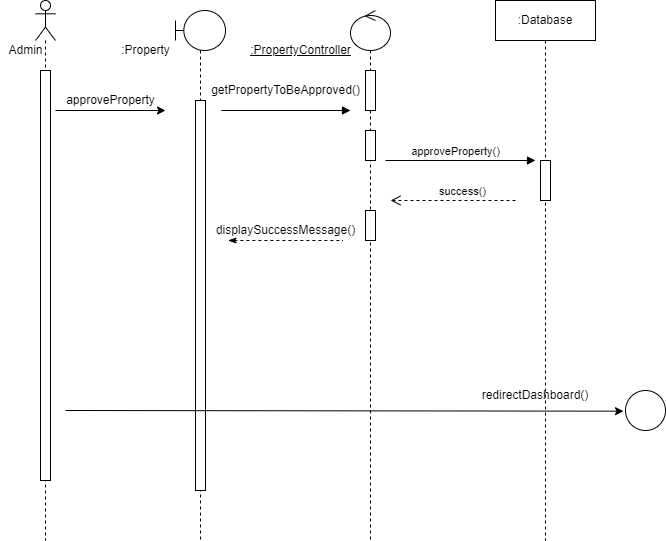 :Database
Admin
:Property
:PropertyController
approveProperty
getPropertyToBeApproved()
approveProperty()
success()
displaySuccessMessage()
redirectDashboard()